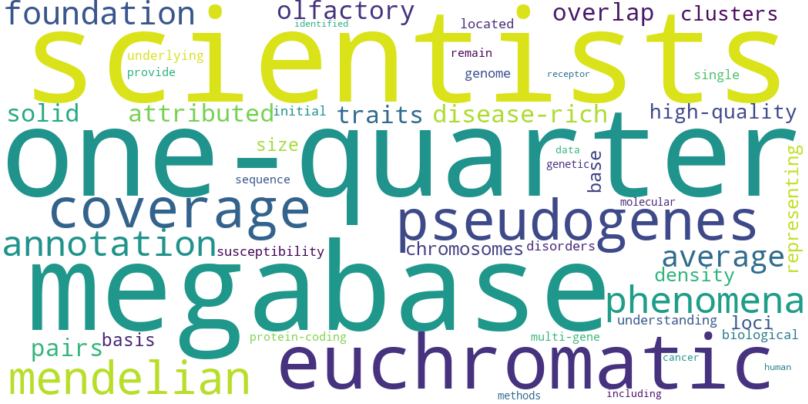 foundation olfactory overlap clusters
identified located
scientists
underlying remain
provide genome receptor single
solid attributed initial traits disease-rich high-quality
one-quarter
size data
genetic base
sequence
representing
molecular
coverage pseudogenes
annotation susceptibility chromosomes disorders average
megabase
density
phenomena
understanding loci
pairs basis protein-coding multi-gene biological
mendelian euchromatic
cancer human
methods including